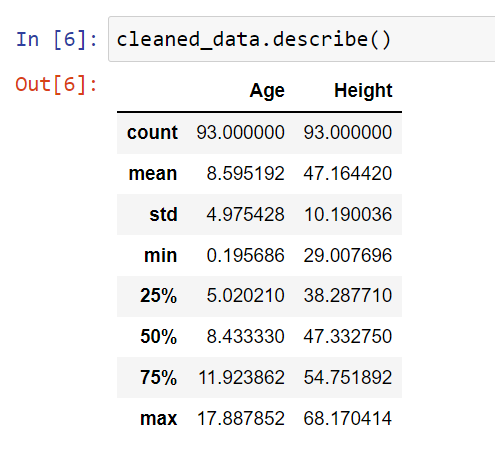 In [6]: cleaned_data.describe()
Out[6]:
Age Height
count 93.000000 93.000000
mean 8.595192 47.164420
std 4.975428 10.190036
min 0.195686 29.007696
25% 5.020210 38.287710
50% 8.433330 47.332750
75% 11.923862 54.751892
max 17.887852 68.170414